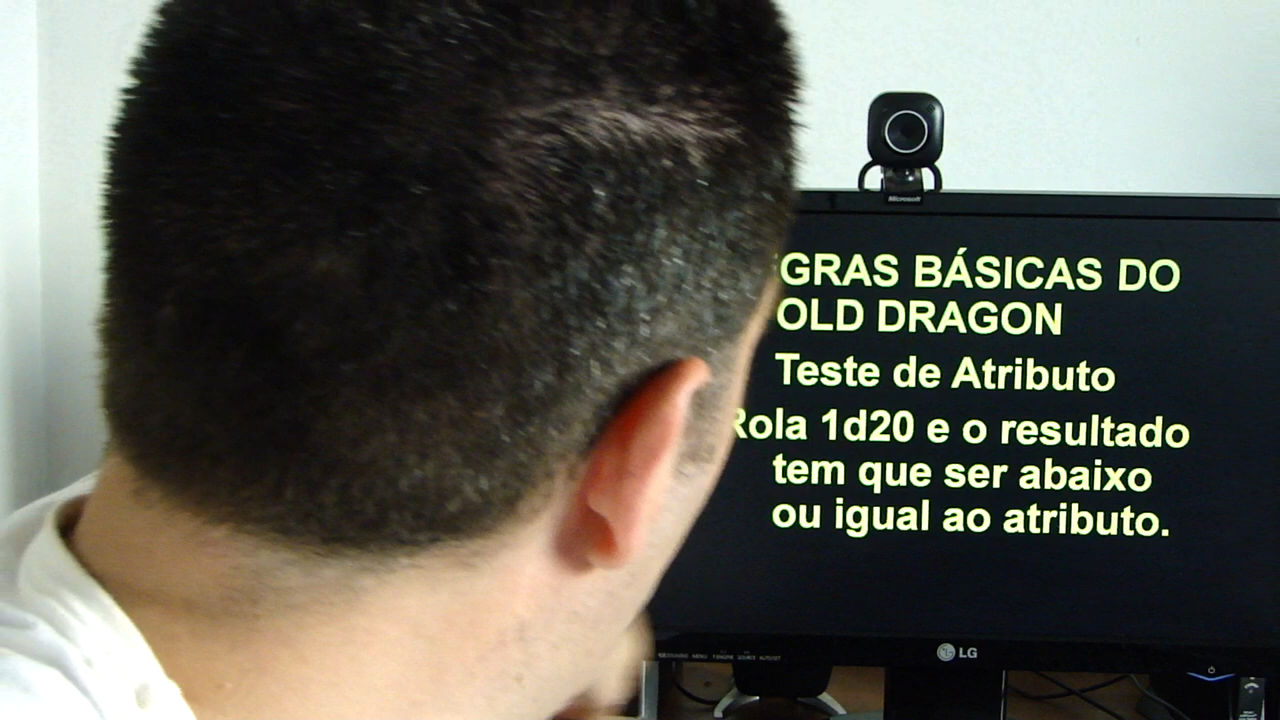 Microsoft
GRAS BÁSICAS DO
OLD DRAGON
Teste de Atributo
Rola 1d20 e o resultado
tem que ser abaixo
ou igual ao atributo.
LG